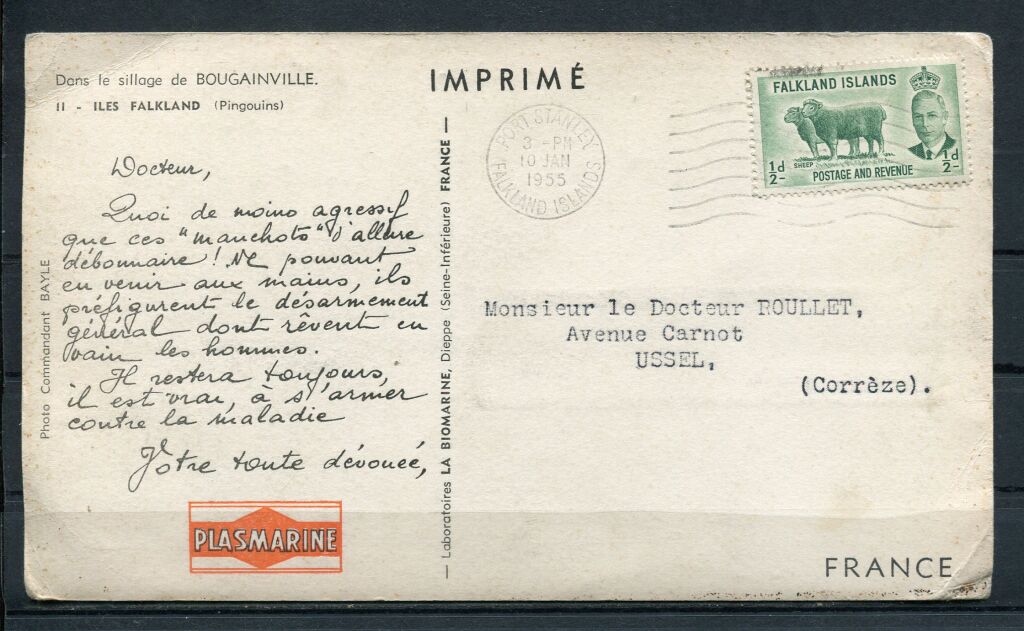 Dans le sillage de BOUGAINVILLE.
II - ILES FALKLAND (Pingouins)
Docteur,
Quoi de moins agressif
que ces "manchots" d'allure
débonnaire ! Ne pouvant
en venir aux mains, ils
préfigurent le désarmement
général dont rêvent en
vain les hommes.
Il restera toujours,
il est vrai, à s'armer
contre la maladie
Vôtre toute dévouée,
PLASMARINE
Photo Commandant BAYLE
— Laboratoires LA BIOMARINE, Dieppe (Seine-Inférieure) FRANCE —
IMPRIMÉ
PORT STANLEY
3 - PM
10 JAN
1955
FALKLAND ISLANDS
FALKLAND ISLANDS
SHEEP
½d
2-
½d
2-
POSTAGE AND REVENUE
Monsieur le Docteur ROULLET,
Avenue Carnot
USSEL,
(Corrèze).
FRANCE